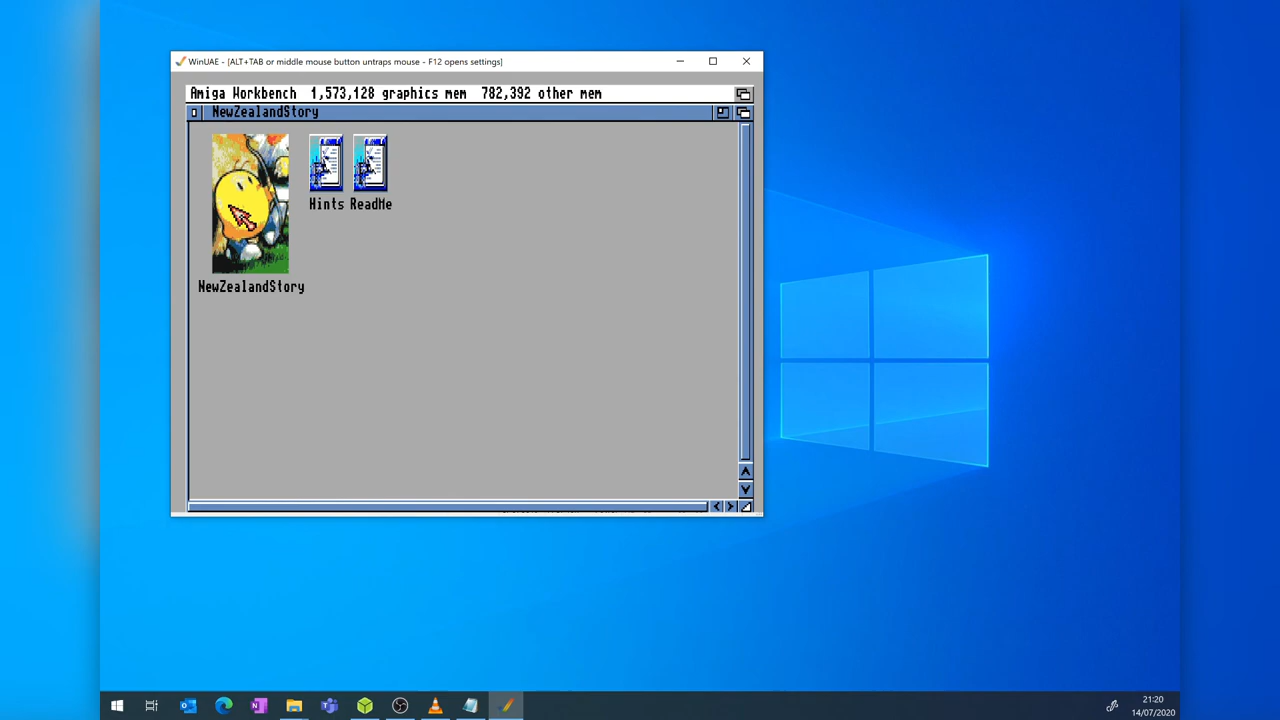 WinUAE - [ALT+TAB or middle mouse button untraps mouse - F12 opens settings]
Amiga Workbench 1,573,128 graphics mem 782,392 other mem
NewZealandStory
Hints ReadMe
NewZealandStory
21:20
14/07/2020